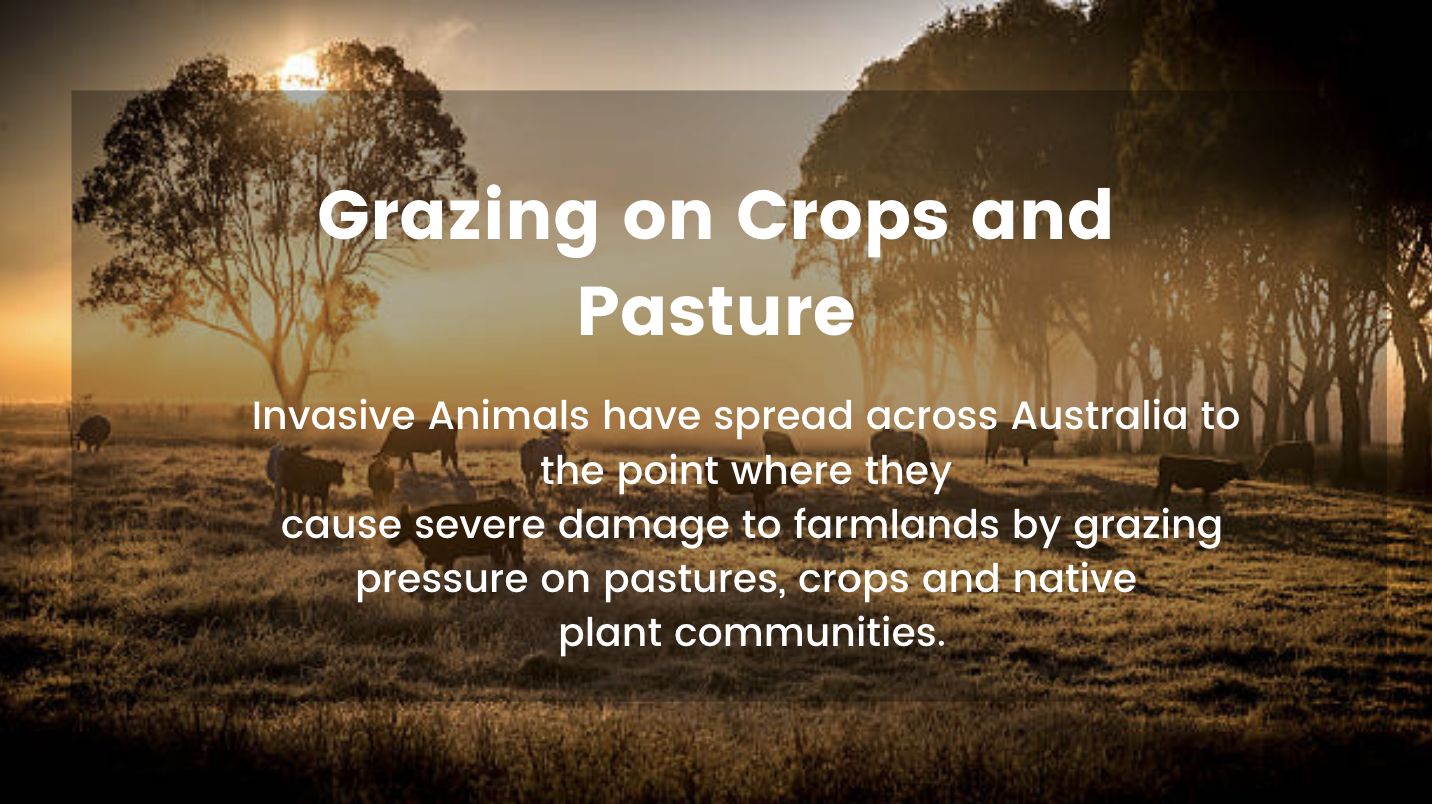 Grazing on Crops and
Pasture
Invasive Animals have spread across Australia to
the point where they
cause severe damage to farmlands by grazing
pressure on pastures, crops and native
plant communities.